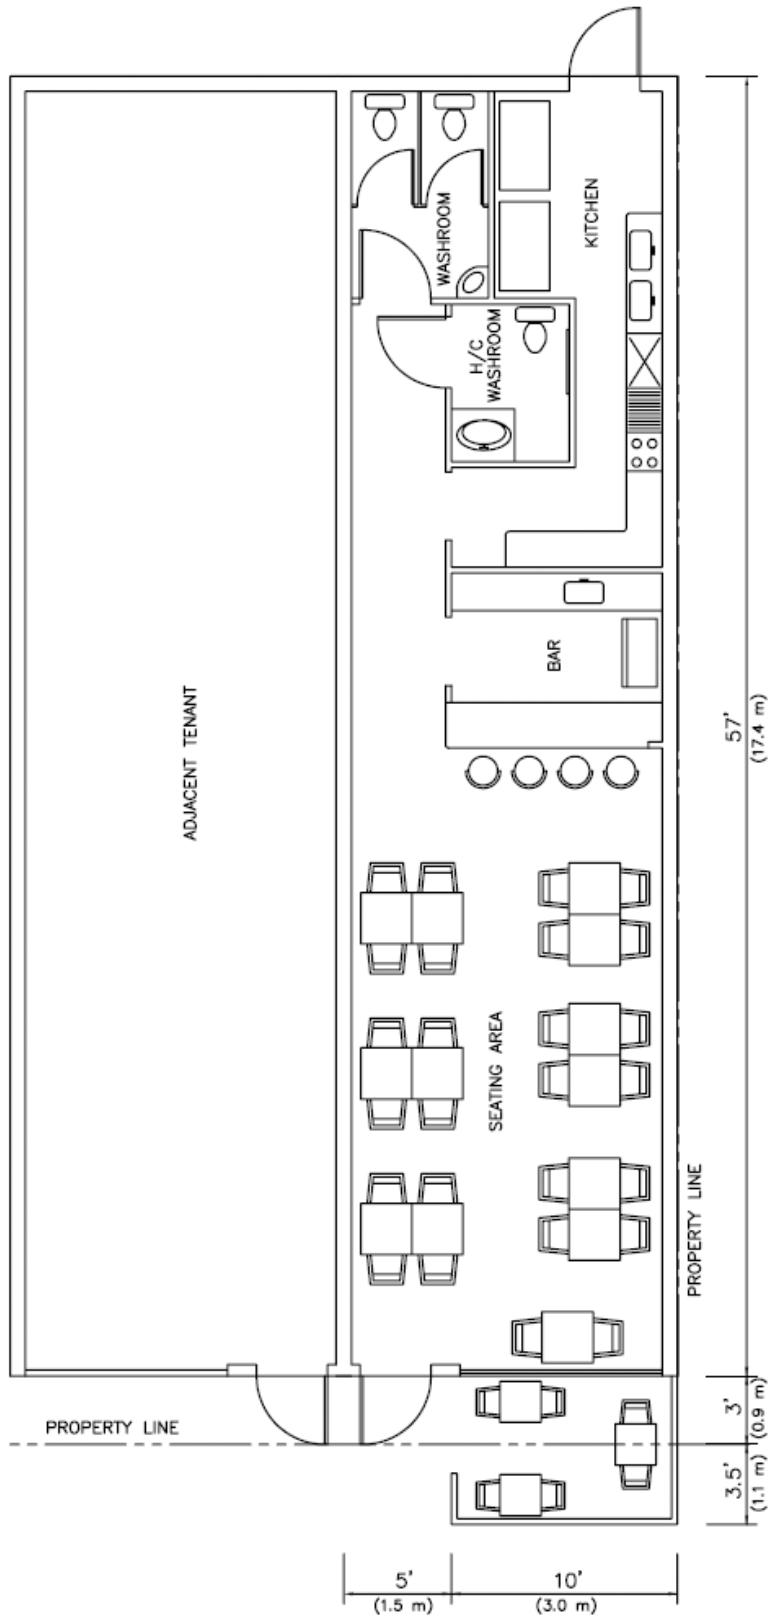 WASHROOM
KITCHEN
H/C
WASHROOM
BAR
ADJACENT TENANT
57'
(17.4 m)
SEATING AREA
PROPERTY LINE
PROPERTY LINE
3'
(0.9 m)
3.5'
(1.1 m)
5'
(1.5 m)
10'
(3.0 m)